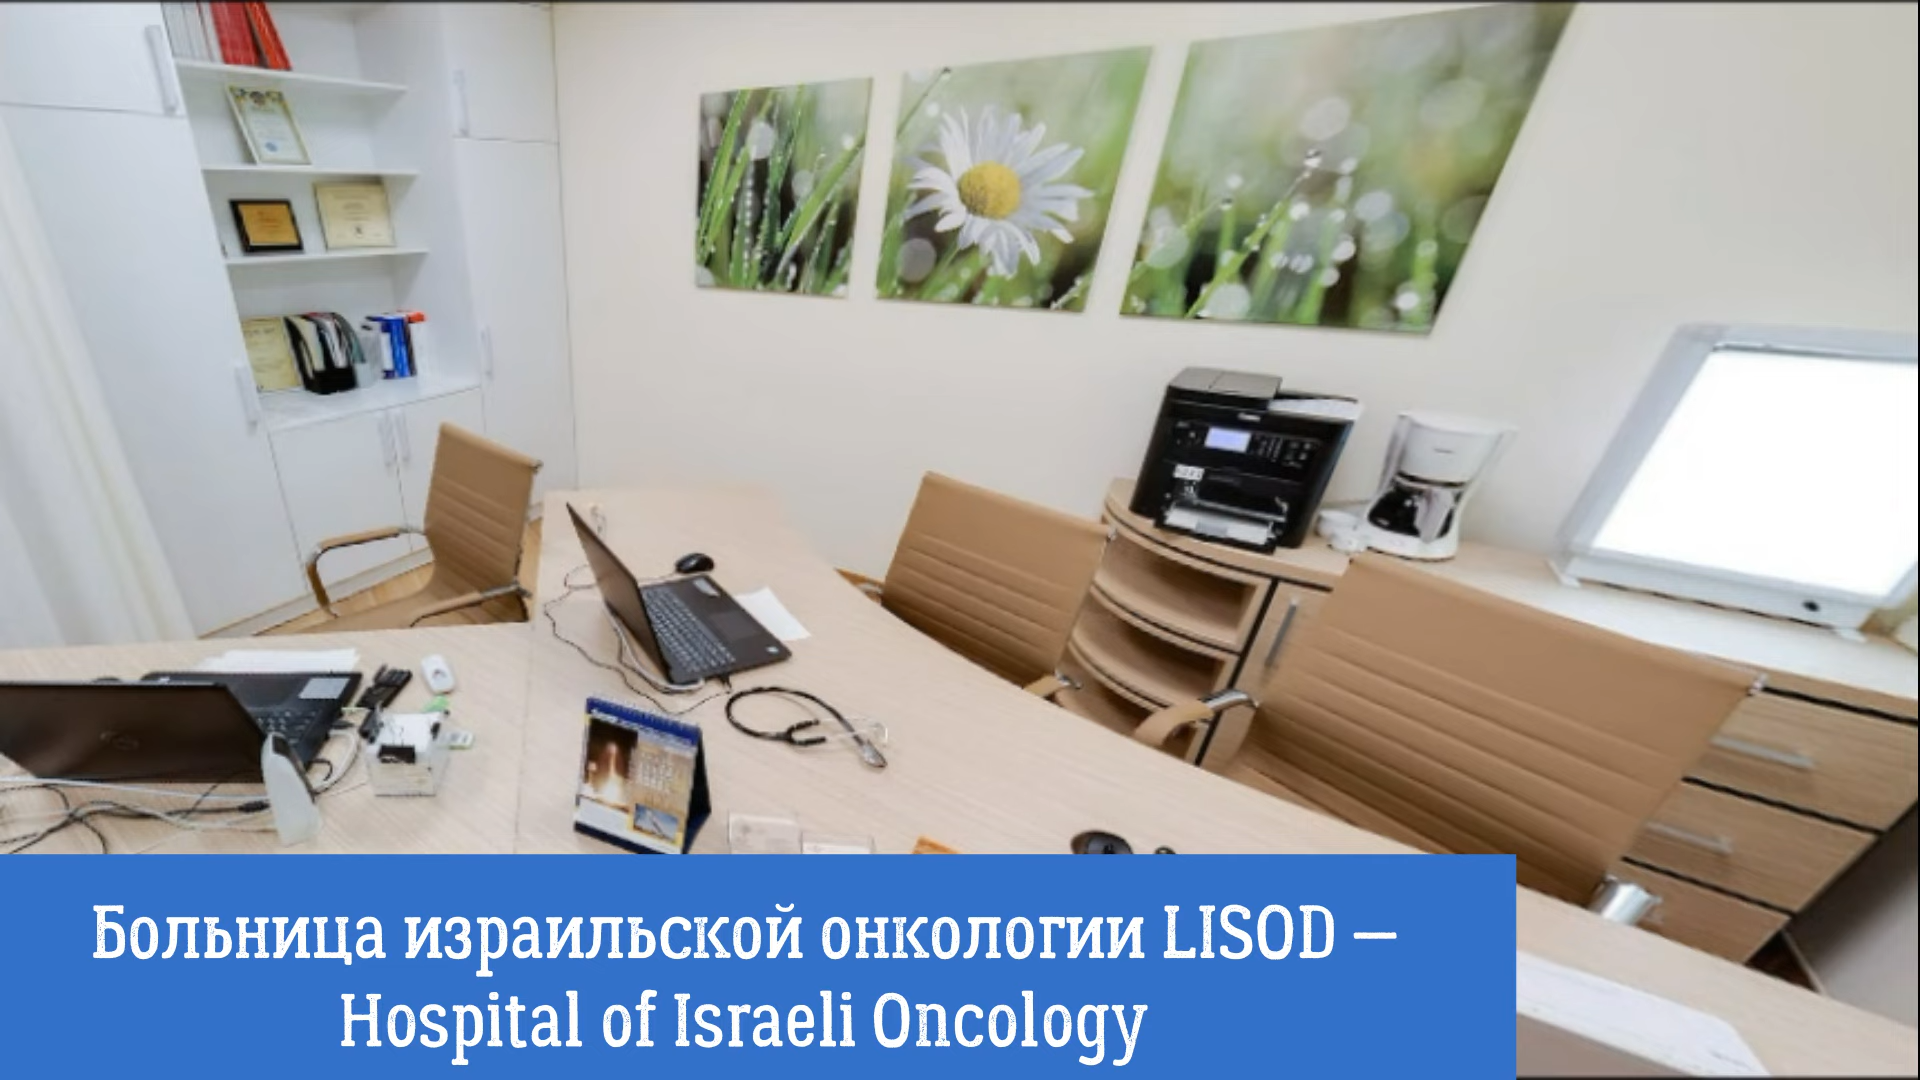 Больница израильской онкологии LISOD –
Hospital of Israeli Oncology